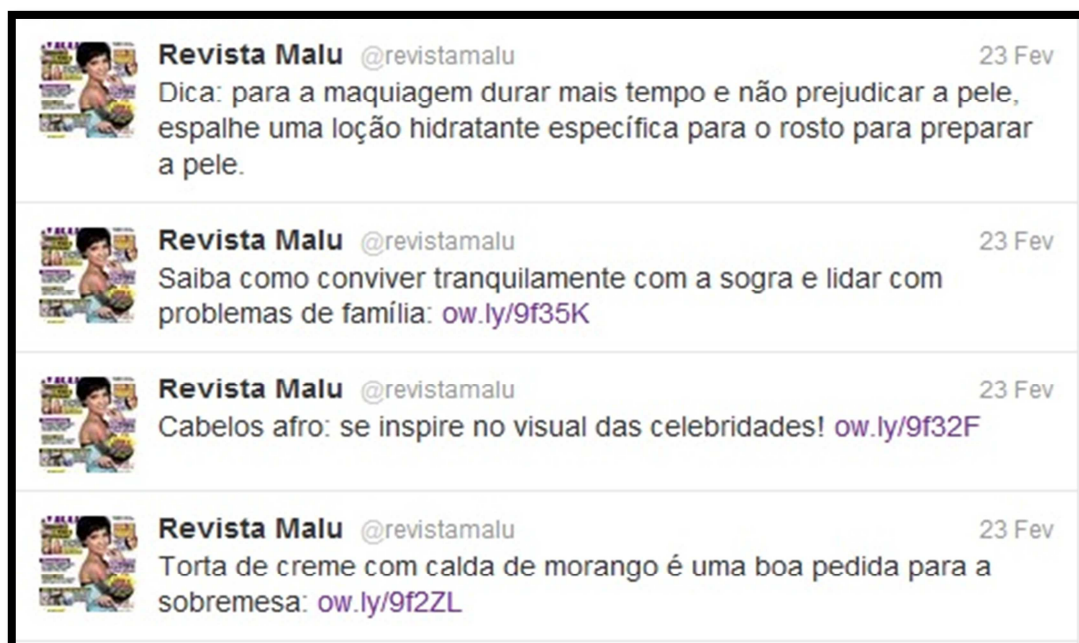 Revista Malu @revistamalu 23 Fev
Dica: para a maquiagem durar mais tempo e não prejudicar a pele,
espalhe uma loção hidratante específica para o rosto para preparar
a pele.
Revista Malu @revistamalu 23 Fev
Saiba como conviver tranquilamente com a sogra e lidar com
problemas de família: ow.ly/9f35K
Revista Malu @revistamalu 23 Fev
Cabelos afro: se inspire no visual das celebridades! ow.ly/9f32F
Revista Malu @revistamalu 23 Fev
Torta de creme com calda de morango é uma boa pedida para a
sobremesa: ow.ly/9f2ZL